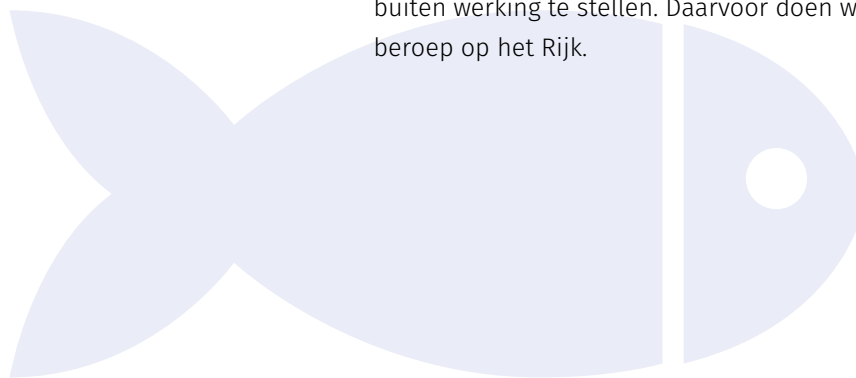 buiten werking te stellen. Daarvoor doen w
beroep op het Rijk.